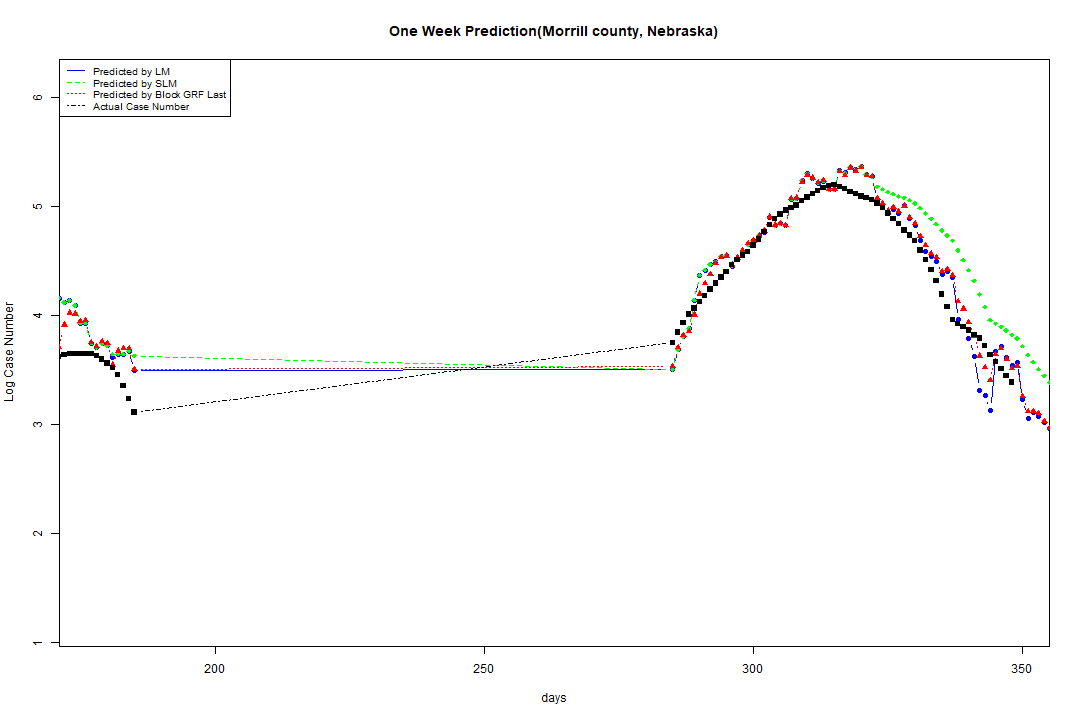 One Week Prediction(Morrill county, Nebraska)
Predicted by LM
Predicted by SLM
Predicted by Block GRF Last
Actual Case Number
6
5
4
3
2
1
Log Case Number
200 250 300 350
days